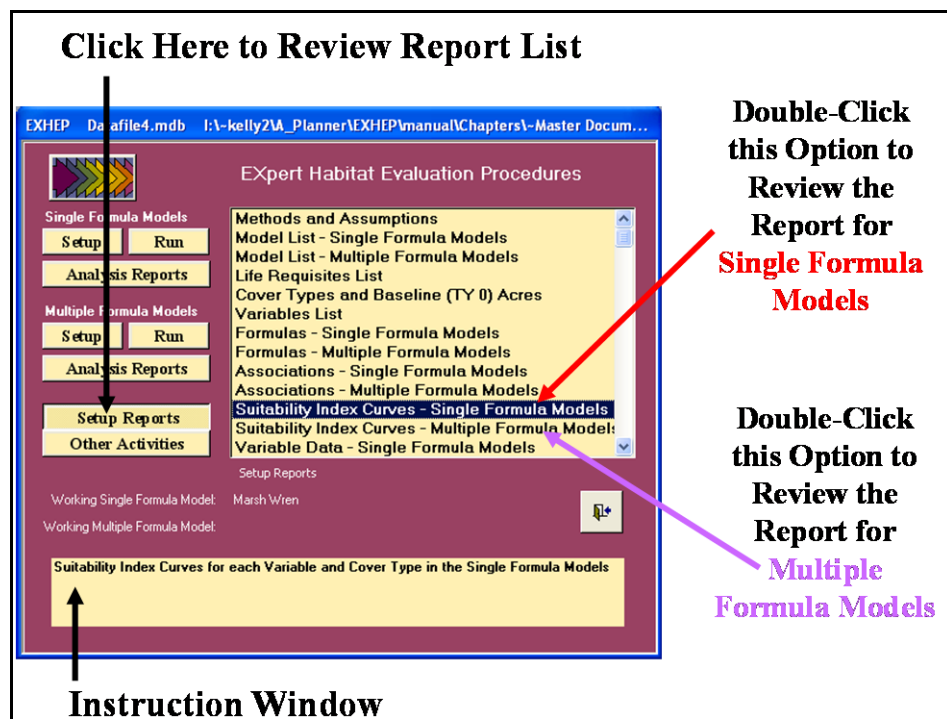 Click Here to Review Report List
EXHEP Datafile4.mdb I:\~kelly2\A_Planner\EXHEP\manual\Chapters\~Master Docum...
EXpert Habitat Evaluation Procedures
Single Formula Models
Setup Run
Analysis Reports
Multiple Formula Models
Setup Run
Analysis Reports
Setup Reports
Other Activities
Methods and Assumptions
Model List - Single Formula Models
Model List - Multiple Formula Models
Life Requisites List
Cover Types and Baseline (TY 0) Acres
Variables List
Formulas - Single Formula Models
Formulas - Multiple Formula Models
Associations - Single Formula Models
Associations - Multiple Formula Models
Suitability Index Curves - Single Formula Models
Suitability Index Curves - Multiple Formula Models
Variable Data - Single Formula Models
Setup Reports
Working Single Formula Model: Marsh Wren
Working Multiple Formula Model:
Suitability Index Curves for each Variable and Cover Type in the Single Formula Models
Instruction Window
Double-Click
this Option to
Review the
Report for
Single Formula
Models
Double-Click
this Option to
Review the
Report for
Multiple
Formula Models